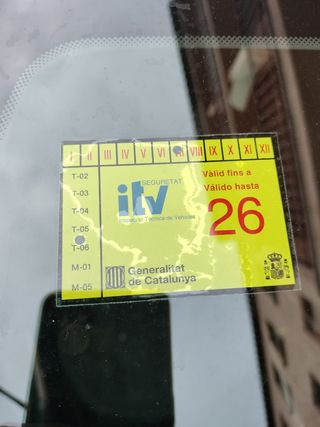 I II III IV V VI VIII IX X XI XII
T-02
T-03
T-04
T-05
T-06
M-01
M-05
SEGURETAT
itv
Inspecció Tècnica de Vehicles
Vàlid fins a
Válido hasta
26
Generalitat
de Catalunya